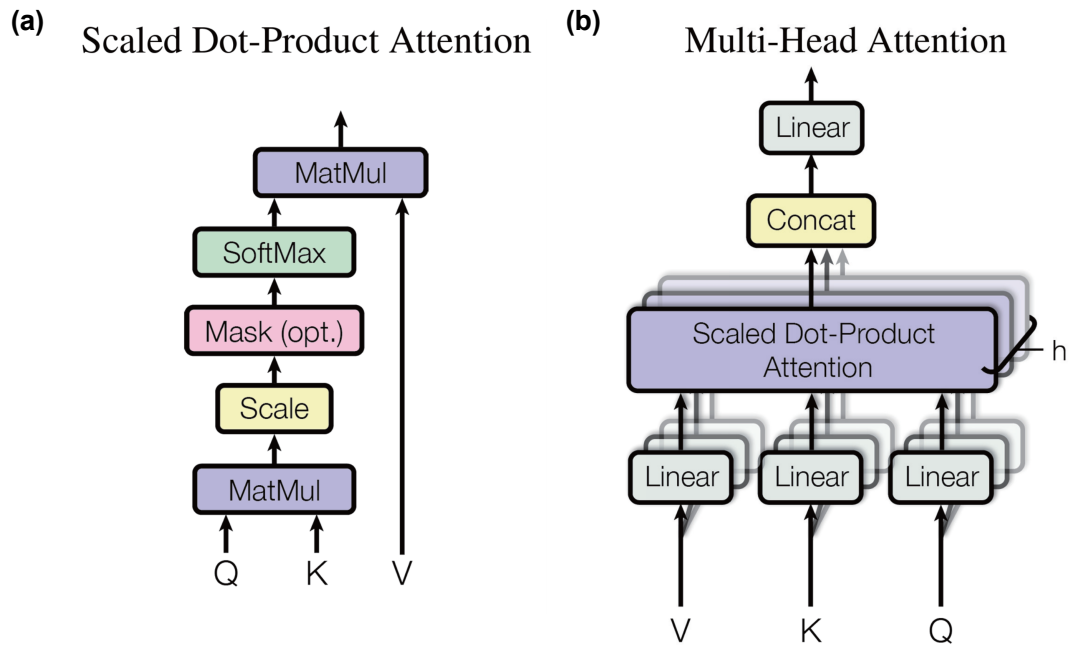 (a)
Scaled Dot-Product Attention
MatMul
SoftMax
Mask (opt.)
Scale
MatMul
Q K V
(b)
Multi-Head Attention
Linear
Concat
Scaled Dot-Product
Attention
h
Linear Linear Linear
V K Q